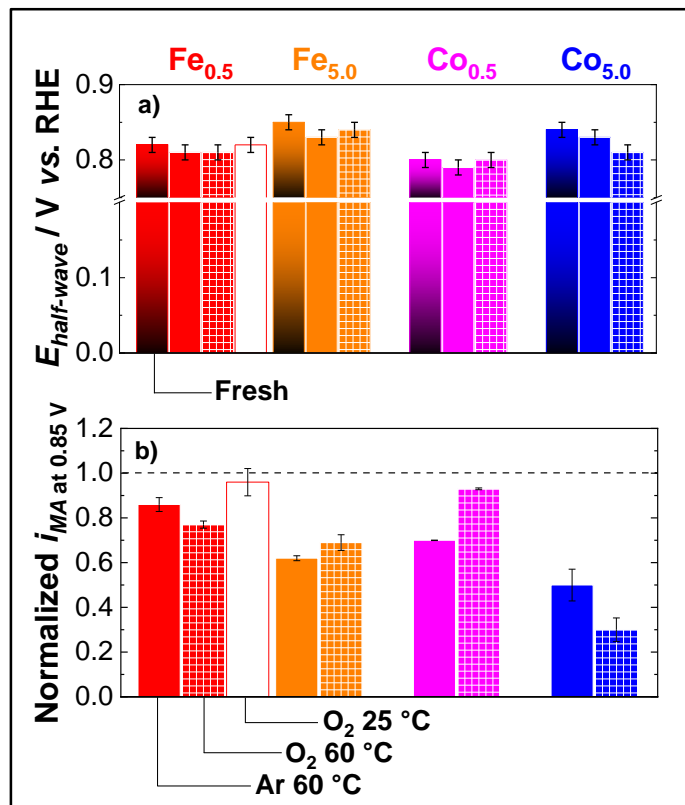 Fe0.5 Fe5.0 Co0.5 Co5.0
a)
E_half-wave / V vs. RHE
0.9
0.8
0.1
0.0
Fresh
b)
Normalized i_MA at 0.85 V
1.2
1.0
0.8
0.6
0.4
0.2
0.0
O2 25 °C
O2 60 °C
Ar 60 °C